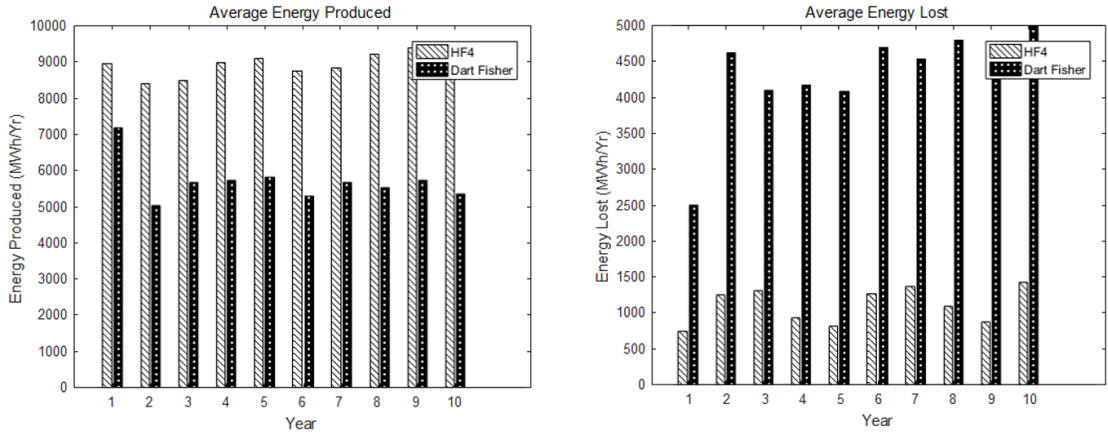 Average Energy Produced
Energy Produced (MWh/Yr)
10000
9000
8000
7000
6000
5000
4000
3000
2000
1000
0
HF4
Dart Fisher
1 2 3 4 5 6 7 8 9 10
Year
Average Energy Lost
Energy Lost (MWh/Yr)
5000
4500
4000
3500
3000
2500
2000
1500
1000
500
0
HF4
Dart Fisher
1 2 3 4 5 6 7 8 9 10
Year